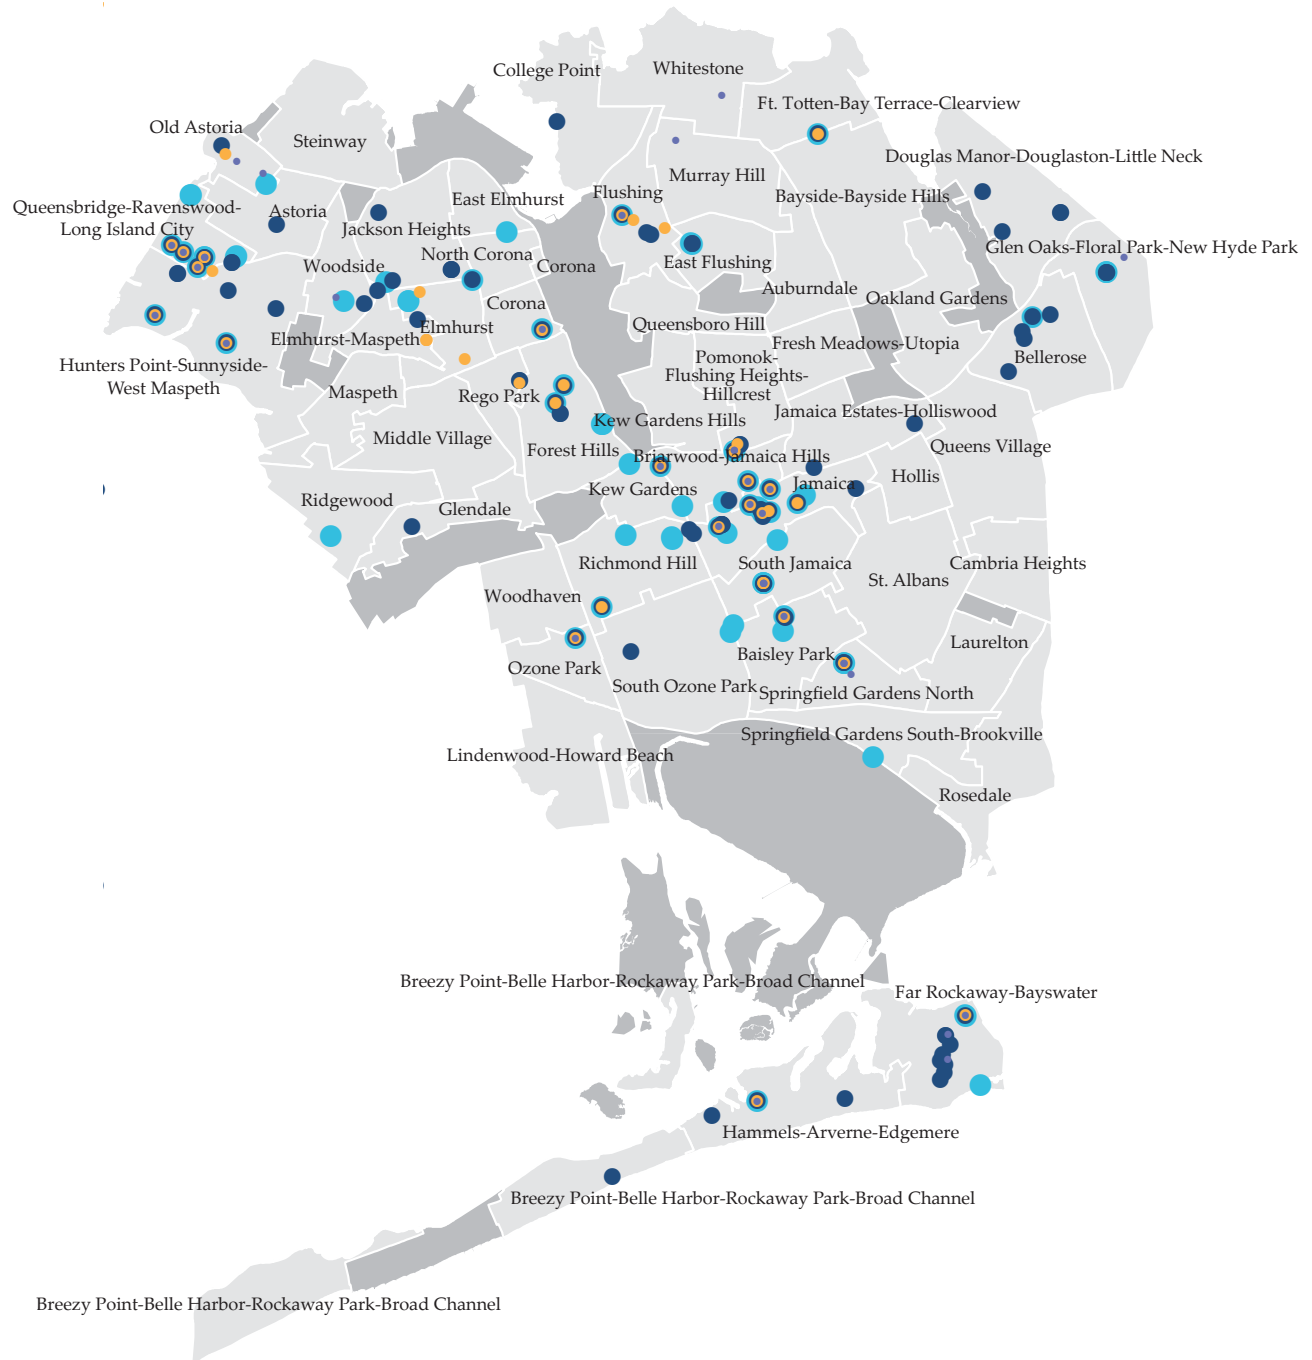 Whitestone
College Point
Ft. Totten-Bay Terrace-Clearview
Old Astoria
Steinway
Douglas Manor-Douglaston-Little Neck
Murray Hill
Flushing
Bayside-Bayside Hills
East Elmhurst
Queensbridge-Ravenswood-
Long Island City
Astoria
Jackson Heights
Glen Oaks-Floral Park-New Hyde Park
North Corona
East Flushing
Woodside
Corona
Auburndale
Oakland Gardens
Corona
Queensboro Hill
Elmhurst
Elmhurst-Maspeth
Fresh Meadows-Utopia
Pomonok-
Flushing Heights-
Hillcrest
Bellerose
Hunters Point-Sunnyside-
West Maspeth
Maspeth
Rego Park
Jamaica Estates-Holliswood
Kew Gardens Hills
Middle Village
Queens Village
Forest Hills
Briarwood-Jamaica Hills
Hollis
Jamaica
Kew Gardens
Ridgewood
Glendale
Richmond Hill
South Jamaica
Cambria Heights
St. Albans
Woodhaven
Laurelton
Baisley Park
Ozone Park
South Ozone Park
Springfield Gardens North
Springfield Gardens South-Brookville
Lindenwood-Howard Beach
Rosedale
Breezy Point-Belle Harbor-Rockaway Park-Broad Channel
Far Rockaway-Bayswater
Hammels-Arverne-Edgemere
Breezy Point-Belle Harbor-Rockaway Park-Broad Channel
Breezy Point-Belle Harbor-Rockaway Park-Broad Channel